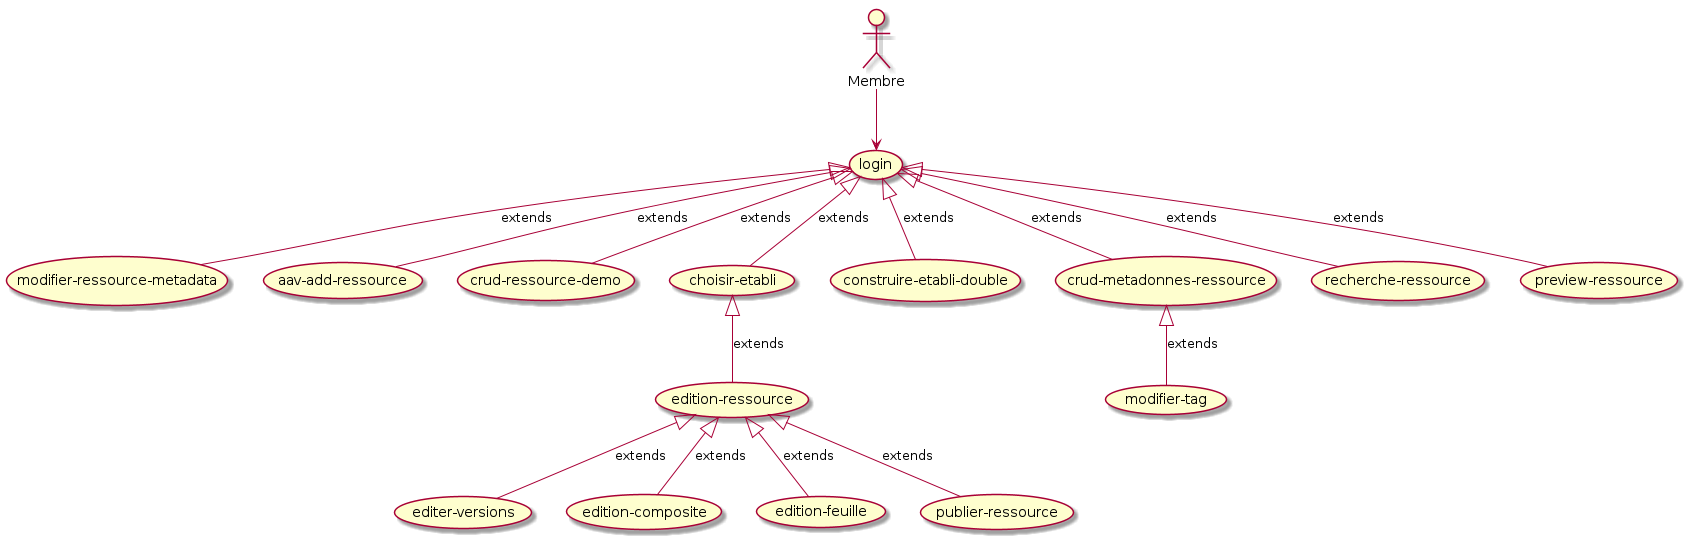 Membre
login
extends
extends
extends
extends
extends
extends
extends
extends
modifier-ressource-metadata
aav-add-ressource
crud-ressource-demo
choisir-etabli
construire-etabli-double
crud-metadonnes-ressource
recherche-ressource
preview-ressource
extends
extends
edition-ressource
modifier-tag
extends
extends
extends
extends
editer-versions
edition-composite
edition-feuille
publier-ressource